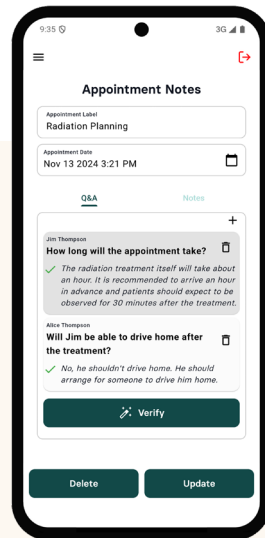 9:35
3G
Appointment Notes
Appointment Label
Radiation Planning
Appointment Date
Nov 13 2024 3:21 PM
Q&A
Notes
+
Jim Thompson
How long will the appointment take?
The radiation treatment itself will take about
an hour. It is recommended to arrive an hour
in advance and patients should expect to be
observed for 30 minutes after the treatment.
Alice Thompson
Will Jim be able to drive home after
the treatment?
No, he shouldn't drive home. He should
arrange for someone to drive him home.
Verify
Delete
Update